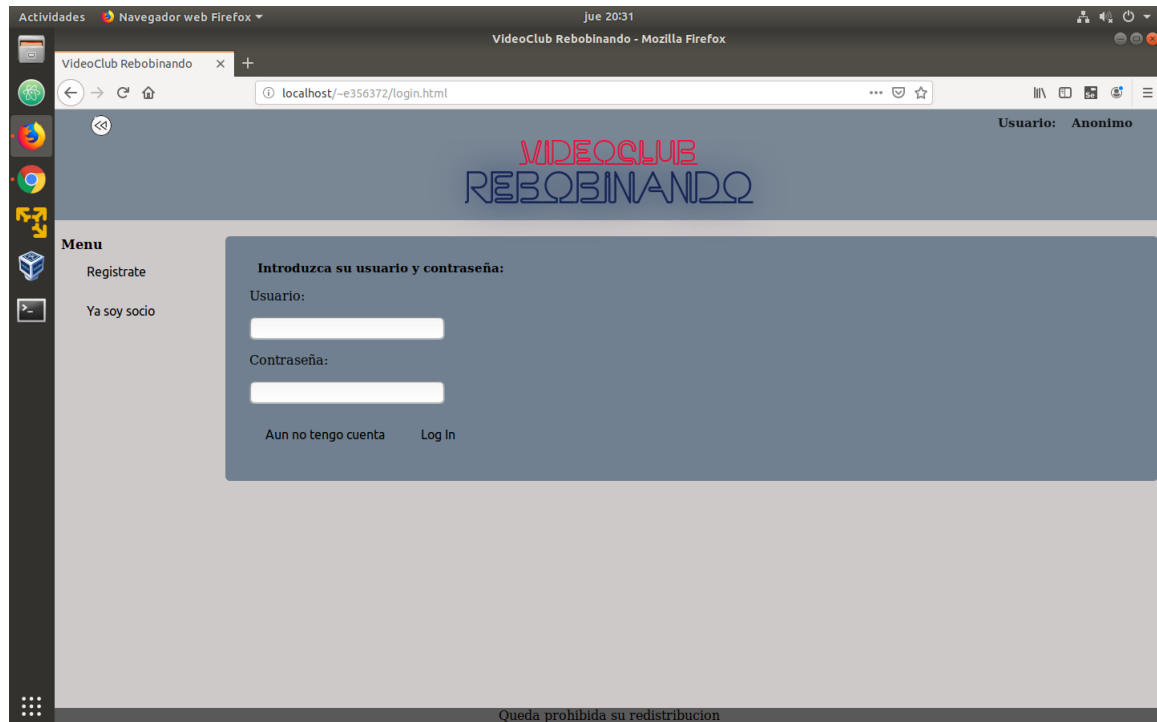 Actividades Navegador web Firefox jue 20:31
VideoClub Rebobinando - Mozilla Firefox
VideoClub Rebobinando
localhost/~e356372/login.html
Se
Usuario: Anonimo
VIDEOCLUB
REBOBINANDO
Menu
Registrate
Ya soy socio
Introduzca su usuario y contraseña:
Usuario:
Contraseña:
Aun no tengo cuenta Log In
Queda prohibida su redistribucion